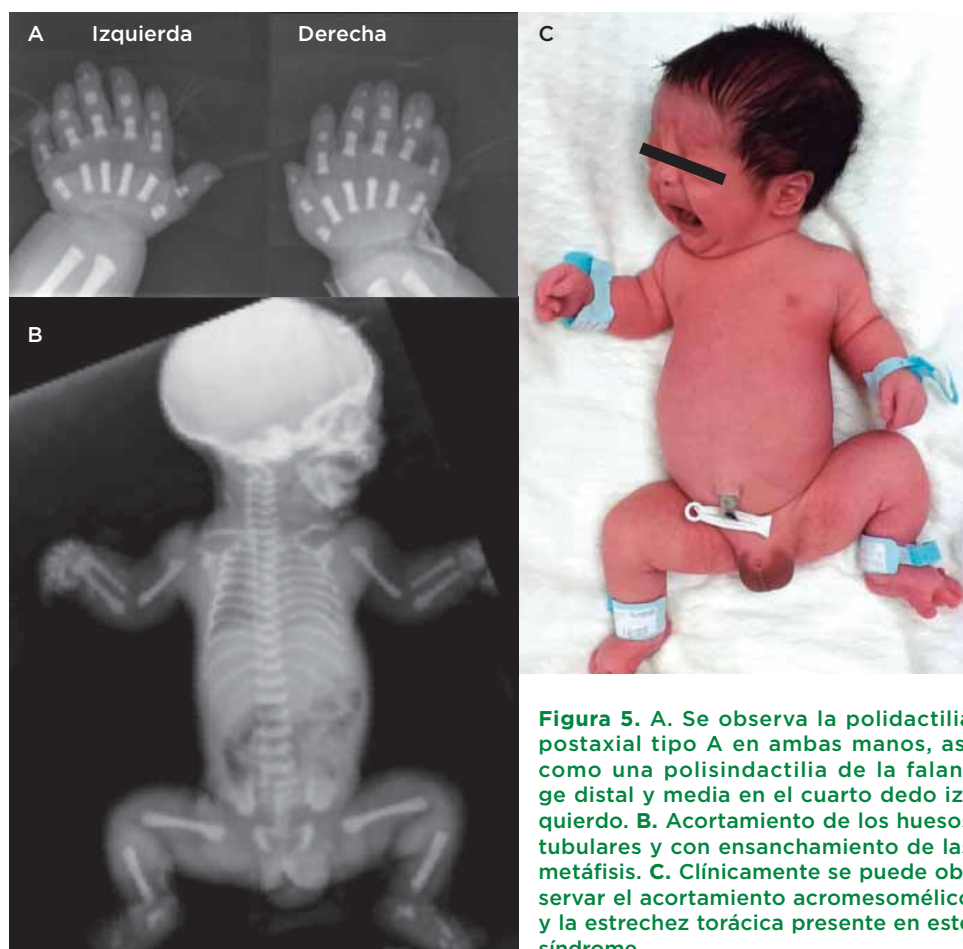 A Izquierda Derecha
B
C
Figura 5. A. Se observa la polidactilia
postaxial tipo A en ambas manos, as
como una polisindactilia de la falan
ge distal y media en el cuarto dedo iz
quierdo. B. Acortamiento de los hueso
tubulares y con ensanchamiento de la
metáfisis. C. Clínicamente se puede ob
servar el acortamiento acromesomélico
y la estrechez torácica presente en este
síndrome